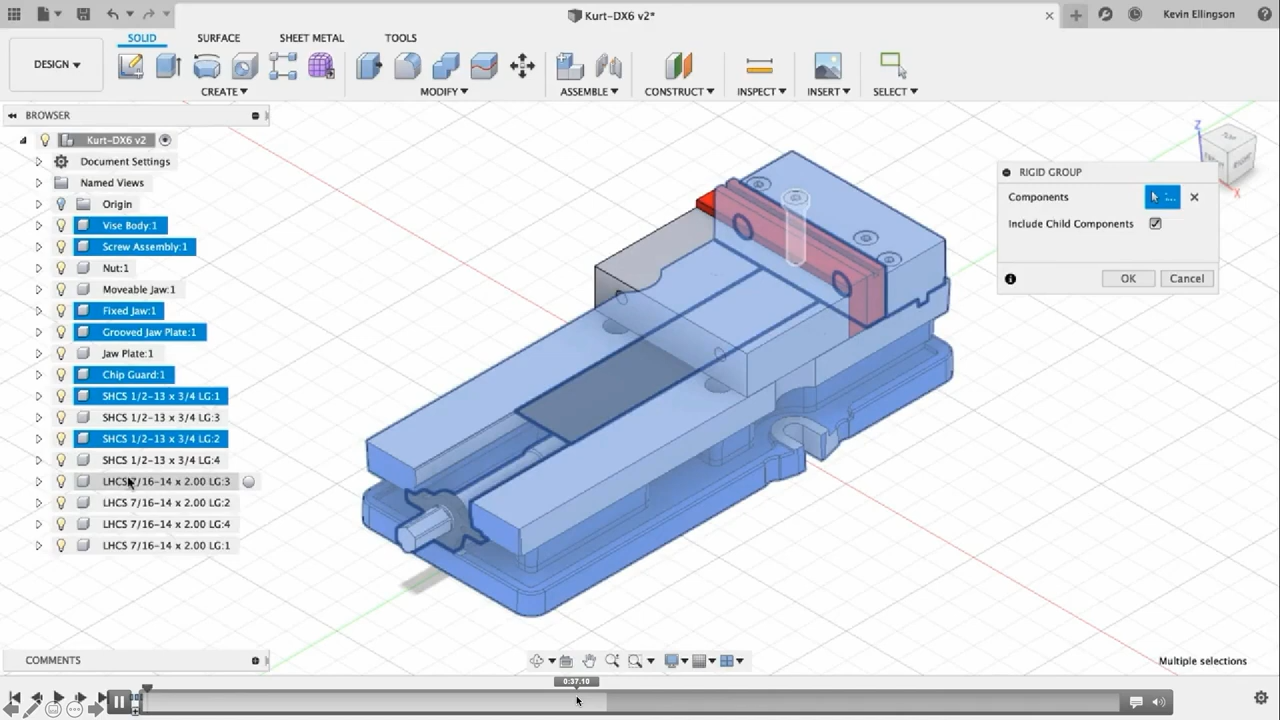 Kurt-DX6 v2*
Kevin Ellingson
DESIGN
SOLID
SURFACE
SHEET METAL
TOOLS
CREATE
MODIFY
ASSEMBLE
CONSTRUCT
INSPECT
INSERT
SELECT
BROWSER
Kurt-DX6 v2
Document Settings
Named Views
Origin
Vise Body:1
Screw Assembly:1
Nut:1
Moveable Jaw:1
Fixed Jaw:1
Grooved Jaw Plate:1
Jaw Plate:1
Chip Guard:1
SHCS 1/2-13 x 3/4 LG:1
SHCS 1/2-13 x 3/4 LG:3
SHCS 1/2-13 x 3/4 LG:2
SHCS 1/2-13 x 3/4 LG:4
LHCS 7/16-14 x 2.00 LG:3
LHCS 7/16-14 x 2.00 LG:2
LHCS 7/16-14 x 2.00 LG:4
LHCS 7/16-14 x 2.00 LG:1
Z
X
RIGID GROUP
Components
Include Child Components
OK
Cancel
COMMENTS
Multiple selections
0:37.10